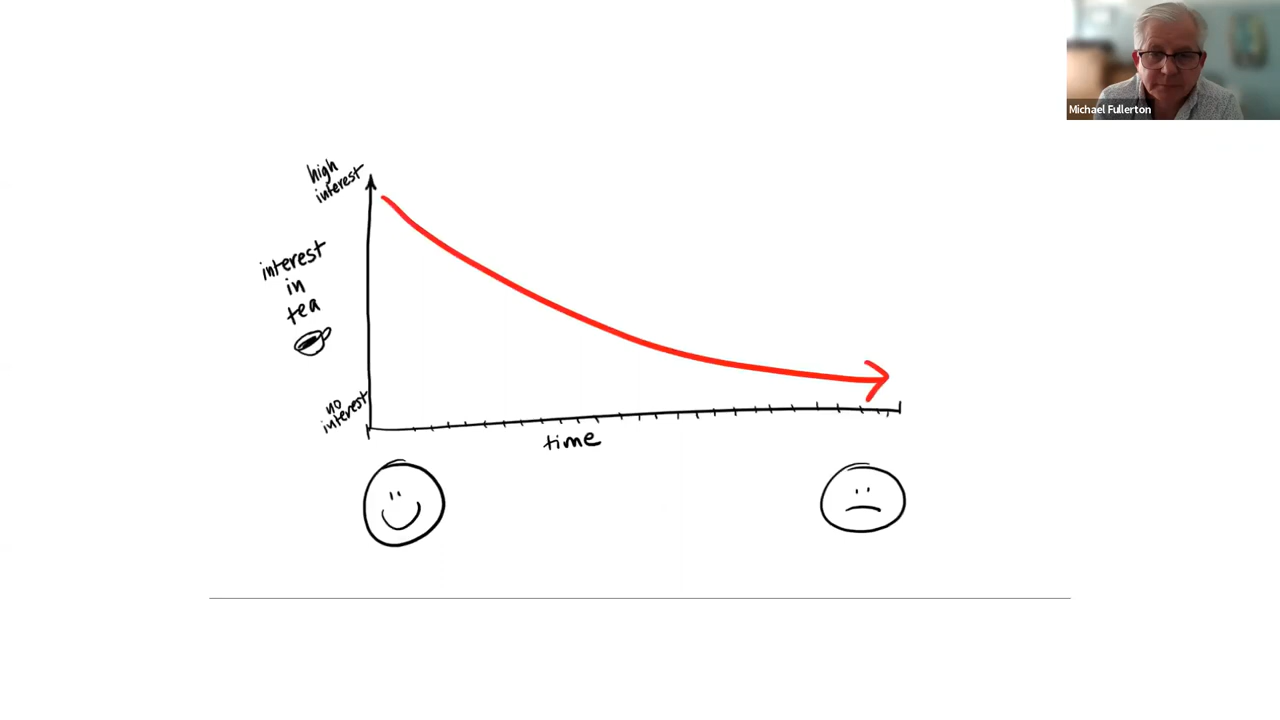 Michael Fullerton
high
interest
interest
in
tea
no
interest
time